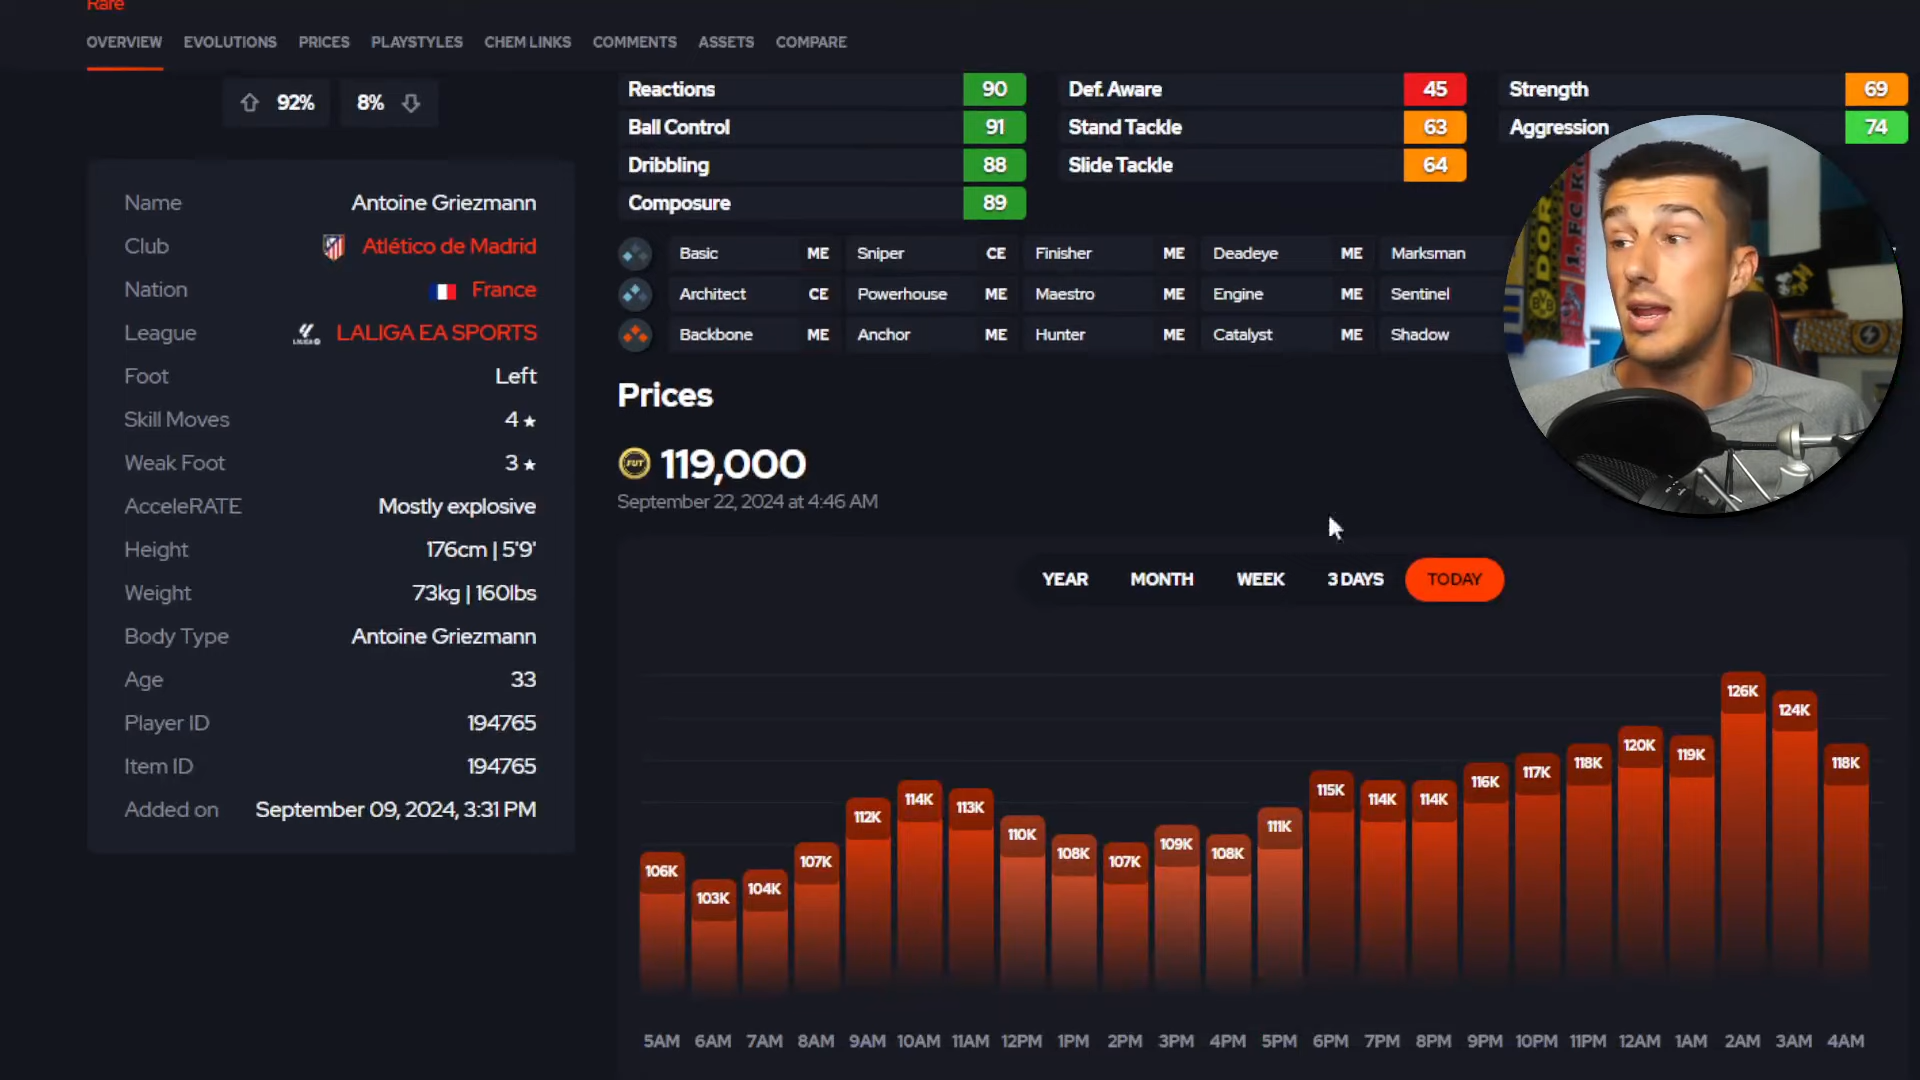 Rare
OVERVIEW EVOLUTIONS PRICES PLAYSTYLES CHEM LINKS COMMENTS ASSETS COMPARE
92% 8%
Name Antoine Griezmann
Club Atlético de Madrid
Nation France
League LALIGA EA SPORTS
Foot Left
Skill Moves 4 ★
Weak Foot 3 ★
AcceleRATE Mostly explosive
Height 176cm | 5'9'
Weight 73kg | 160lbs
Body Type Antoine Griezmann
Age 33
Player ID 194765
Item ID 194765
Added on September 09, 2024, 3:31 PM
Reactions 90
Ball Control 91
Dribbling 88
Composure 89
Def. Aware 45
Stand Tackle 63
Slide Tackle 64
Strength 69
Aggression 74
Basic ME Sniper CE Finisher ME Deadeye ME Marksman
Architect CE Powerhouse ME Maestro ME Engine ME Sentinel
Backbone ME Anchor ME Hunter ME Catalyst ME Shadow
Prices
FUT 119,000
September 22, 2024 at 4:46 AM
YEAR MONTH WEEK 3 DAYS TODAY
106K 103K 104K 107K 112K 114K 113K 110K 108K 107K 109K 108K 111K 115K 114K 114K 116K 117K 118K 120K 119K 126K 124K 118K
5AM 6AM 7AM 8AM 9AM 10AM 11AM 12PM 1PM 2PM 3PM 4PM 5PM 6PM 7PM 8PM 9PM 10PM 11PM 12AM 1AM 2AM 3AM 4AM